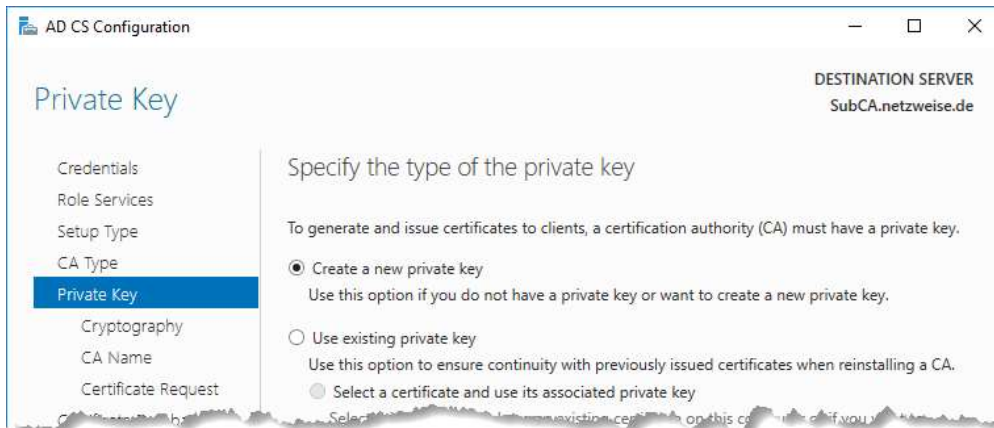 AD CS Configuration
DESTINATION SERVER
SubCA.netzweise.de
Private Key
Credentials
Role Services
Setup Type
CA Type
Private Key
Cryptography
CA Name
Certificate Request
Specify the type of the private key
To generate and issue certificates to clients, a certification authority (CA) must have a private key.
Create a new private key
Use this option if you do not have a private key or want to create a new private key.
Use existing private key
Use this option to ensure continuity with previously issued certificates when reinstalling a CA.
Select a certificate and use its associated private key